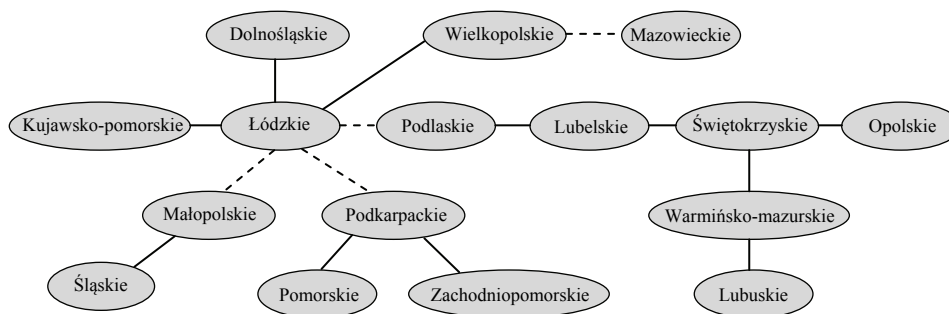 Dolnośląskie
Wielkopolskie
Mazowieckie
Kujawsko-pomorskie
Łódzkie
Podlaskie
Lubelskie
Świętokrzyskie
Opolskie
Małopolskie
Podkarpackie
Warmińsko-mazurskie
Śląskie
Pomorskie
Zachodniopomorskie
Lubuskie